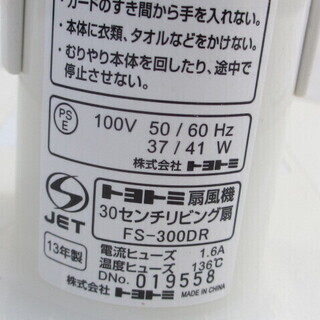 ・ガードのすき間から手を入れない。
・本体に衣類、タオルなどをかけない。
・むりやり本体を回したり、途中で
停止させない。
PS
E
100V 50/60 Hz
37/41 W
株式会社 トヨトミ
JET
トヨトミ 扇風機
30センチリビング扇
FS-300DR
13年製
電流ヒューズ 1.6A
温度ヒューズ 136℃
DNo. 019558
株式会社 トヨトミ MADE IN CHINA